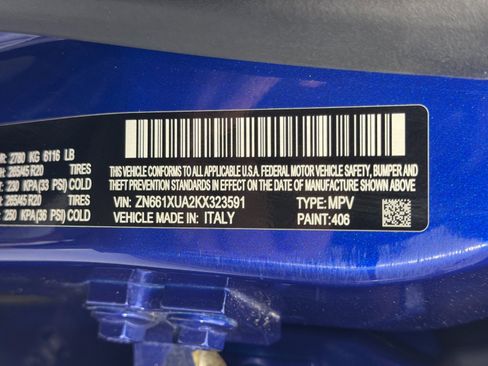 R: 2780 KG 6116 LB
265/45 R20 TIRES
230 KPA(33 PSI) COLD
265/45 R20 TIRES
250 KPA(36 PSI) COLD
THIS VEHICLE CONFORMS TO ALL APPLICABLE U.S.A. FEDERAL MOTOR VEHICLE SAFETY, BUMPER AND
THEFT PREVENTION STANDARDS IN EFFECT ON THE DATE OF MANUFACTURE SHOWN ABOVE.
VIN: ZN661XUA2KX323591 TYPE: MPV
VEHICLE MADE IN: ITALY PAINT: 406